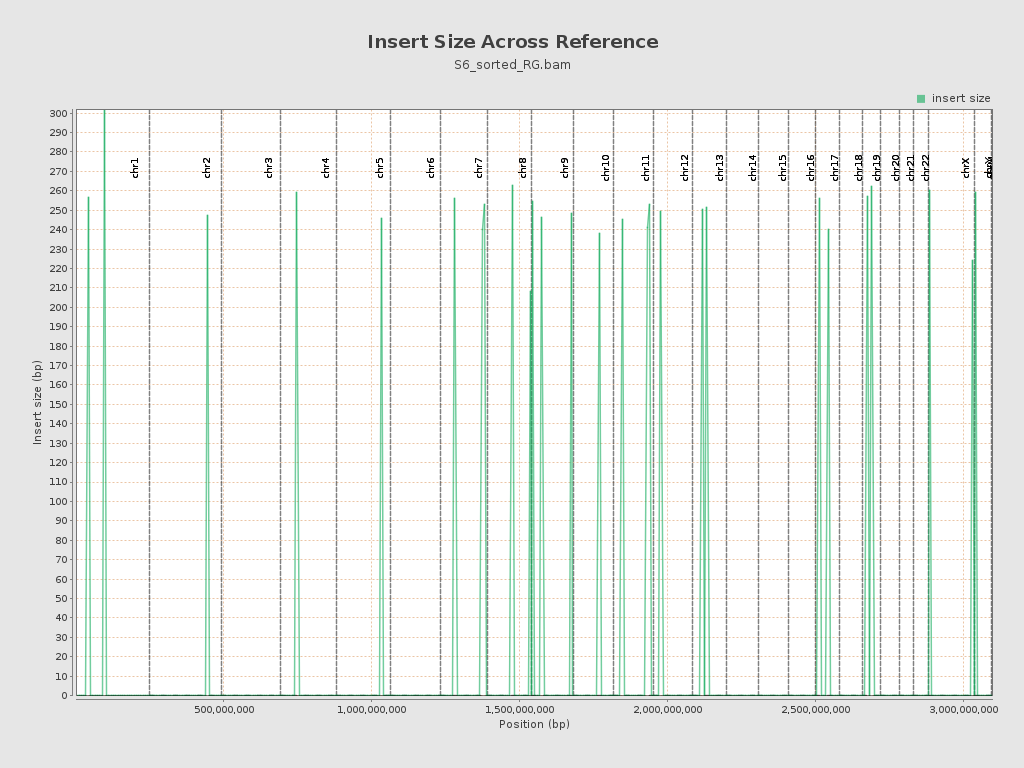 Insert Size Across Reference
S6_sorted_RG.bam
insert size
300
290
280
270
260
250
240
230
220
210
200
190
180
170
160
150
140
130
120
110
100
90
80
70
60
50
40
30
20
10
0
Insert size (bp)
chr1
chr2
chr3
chr4
chr5
chr6
chr7
chr8
chr9
chr10
chr11
chr12
chr13
chr14
chr15
chr16
chr17
chr18
chr19
chr20
chr21
chr22
chrX
500,000,000
1,000,000,000
1,500,000,000
2,000,000,000
2,500,000,000
3,000,000,000
Position (bp)